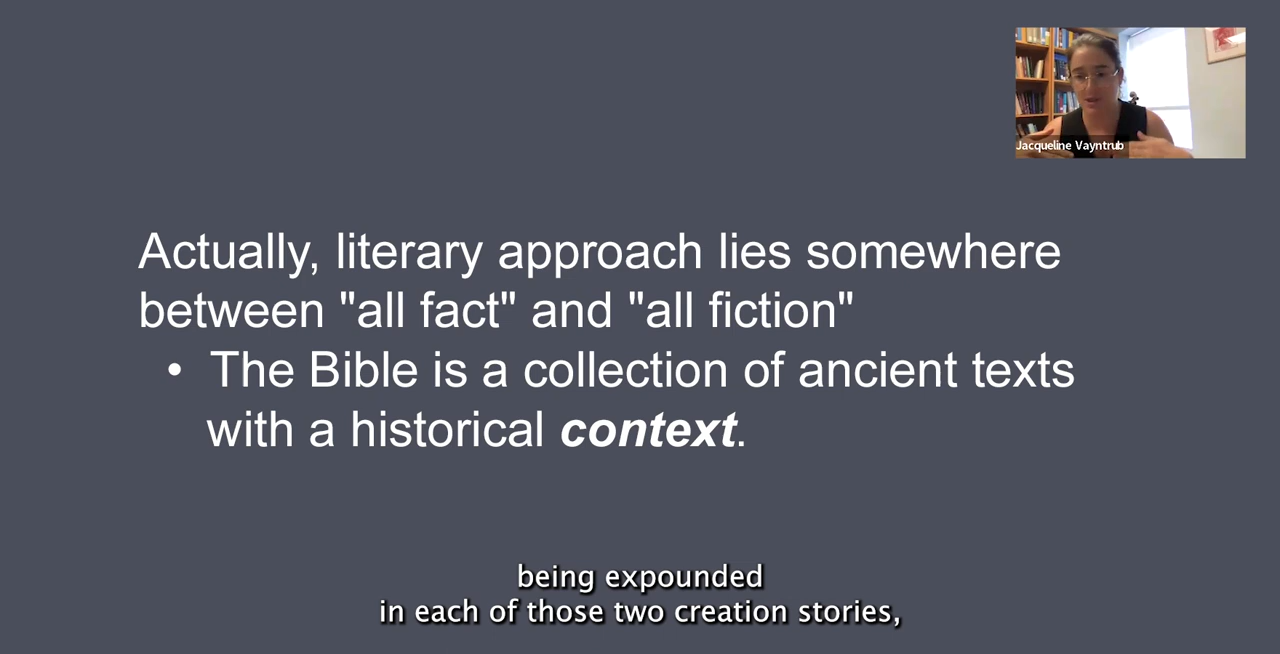 Jacqueline Vayntrub
Actually, literary approach lies somewhere
between "all fact" and "all fiction"
• The Bible is a collection of ancient texts
with a historical context.
being expounded
in each of those two creation stories,